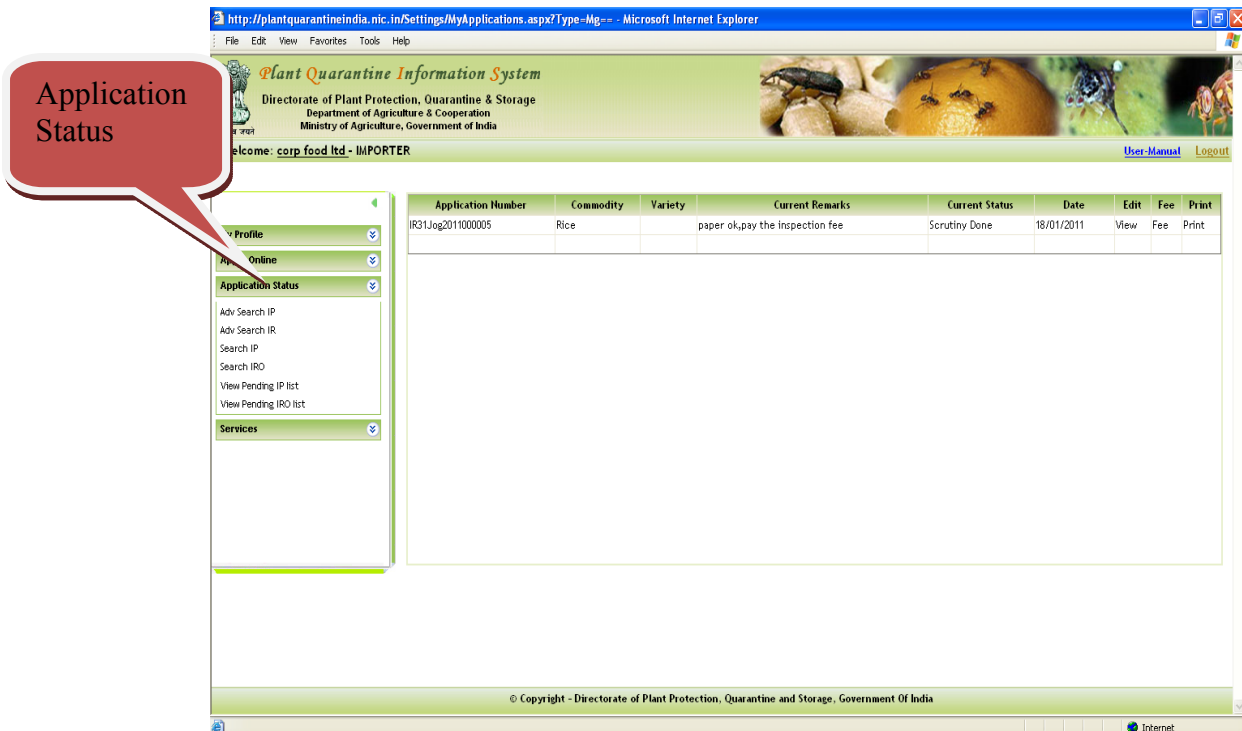 http://plantquarantineindia.nic.in/Settings/MyApplications.aspx?Type=Mg== - Microsoft Internet Explorer
File Edit View Favorites Tools Help
Application
Status
Plant Quarantine Information System
Directorate of Plant Protection, Quarantine & Storage
Department of Agriculture & Cooperation
Ministry of Agriculture, Government of India
corp food ltd - IMPORTER
User-Manual Logout
Profile
Online
Application Status
Adv Search IP
Adv Search IR
Search IP
Search IRO
View Pending IP list
View Pending IRO list
Services
Application Number Commodity Variety Current Remarks Current Status Date Edit Fee Print
IR31Jog2011000005 Rice paper ok,pay the inspection fee Scrutiny Done 18/01/2011 View Fee Print
© Copyright - Directorate of Plant Protection, Quarantine and Storage, Government Of India
Internet